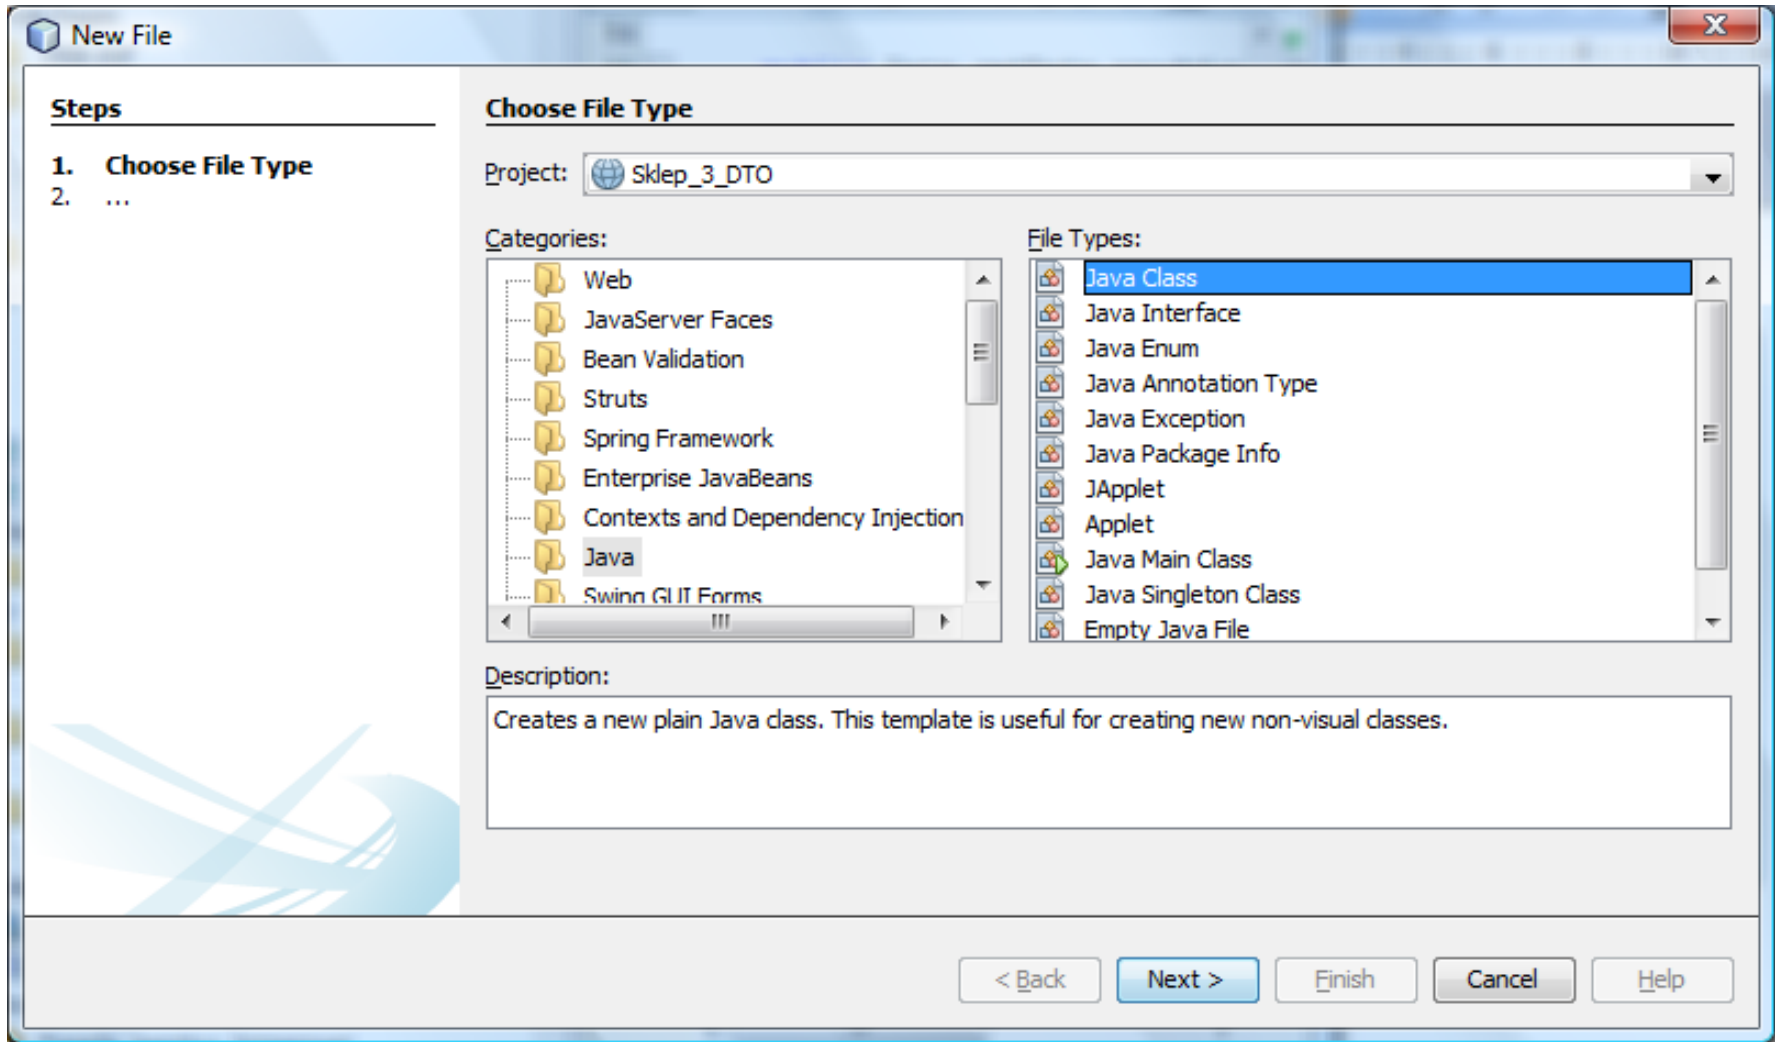 New File
Steps
1. Choose File Type
2. ...
Choose File Type
Project: Sklep_3_DTO
Categories:
Web
JavaServer Faces
Bean Validation
Struts
Spring Framework
Enterprise JavaBeans
Contexts and Dependency Injection
Java
Swing GUI Forms
File Types:
Java Class
Java Interface
Java Enum
Java Annotation Type
Java Exception
Java Package Info
JApplet
Applet
Java Main Class
Java Singleton Class
Empty Java File
Description:
Creates a new plain Java class. This template is useful for creating new non-visual classes.
< Back Next > Finish Cancel Help